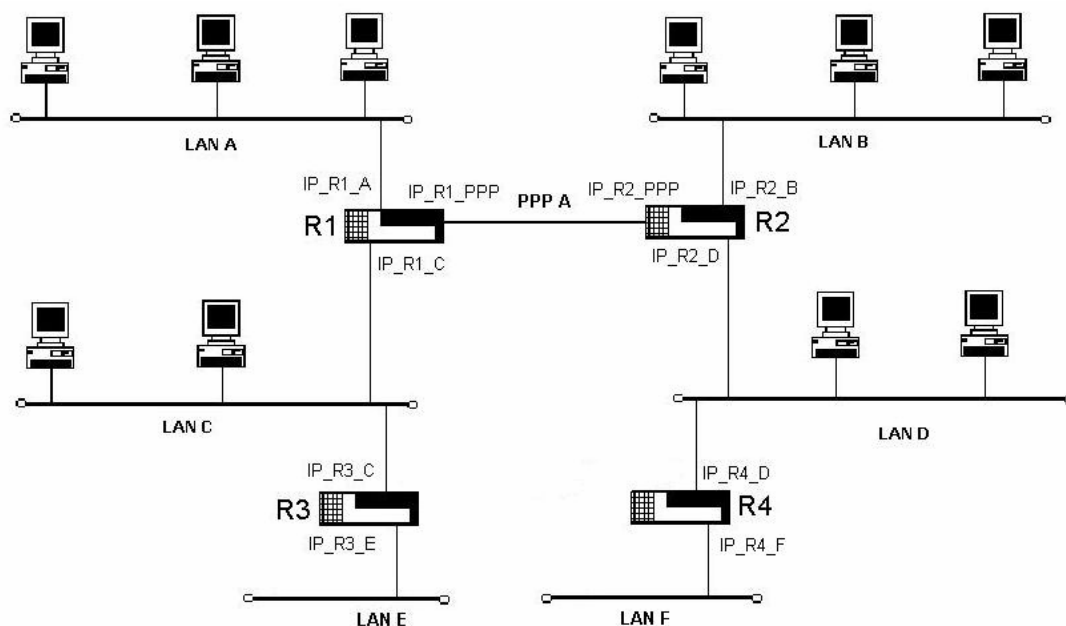 LAN A
LAN B
IP_R1_A
IP_R1_PPP
PPP A
IP_R2_PPP
IP_R2_B
R1
R2
IP_R1_C
IP_R2_D
LAN C
LAN D
IP_R3_C
IP_R4_D
R3
R4
IP_R3_E
IP_R4_F
LAN E
LAN F